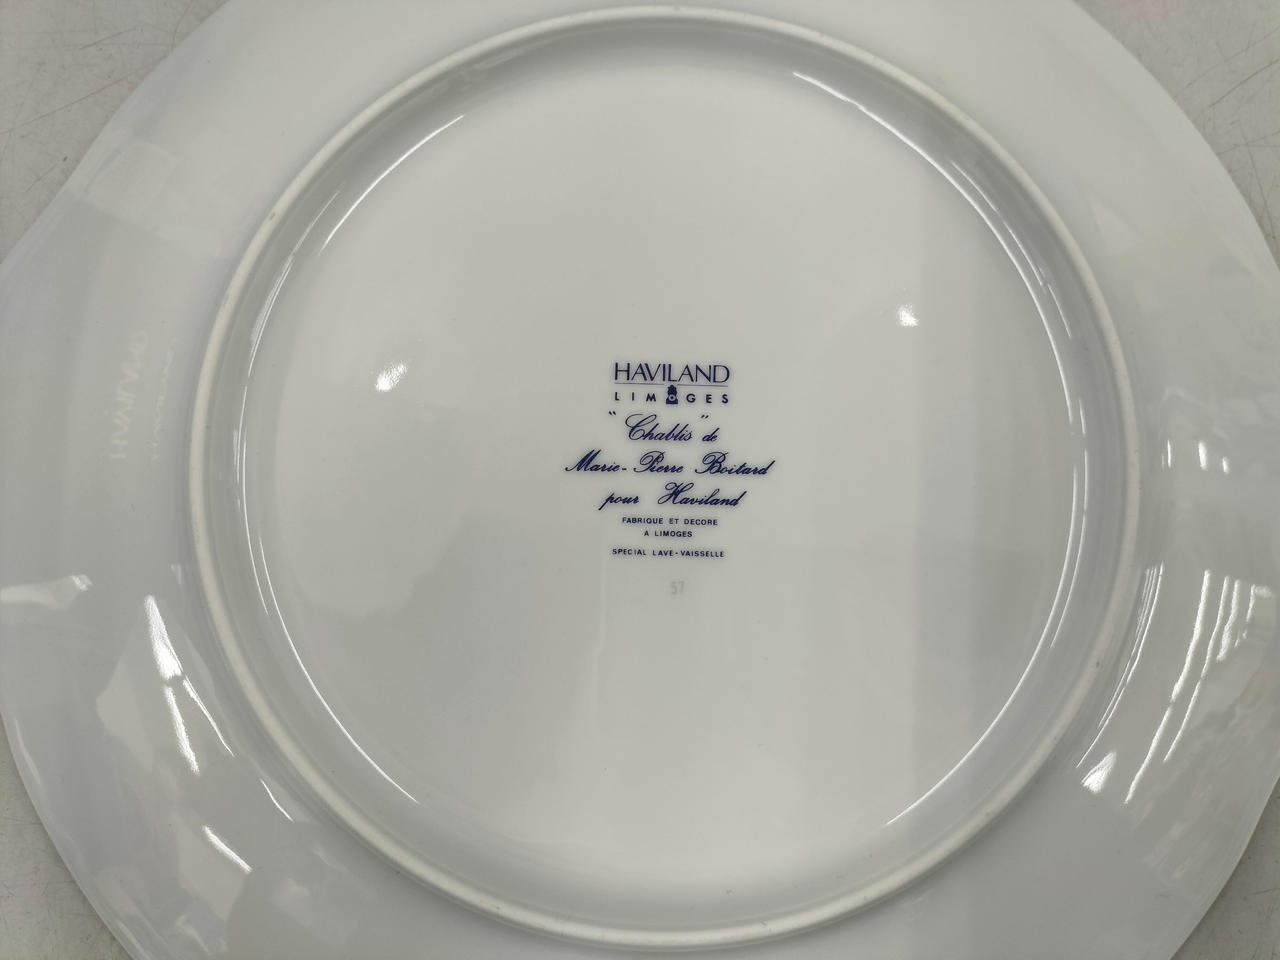 HAVILAND
LIMOGES
"Chablis" de
Marie-Pierre Boitard
pour Haviland
FABRIQUE ET DECORE
A LIMOGES
SPECIAL LAVE-VAISSELLE
57